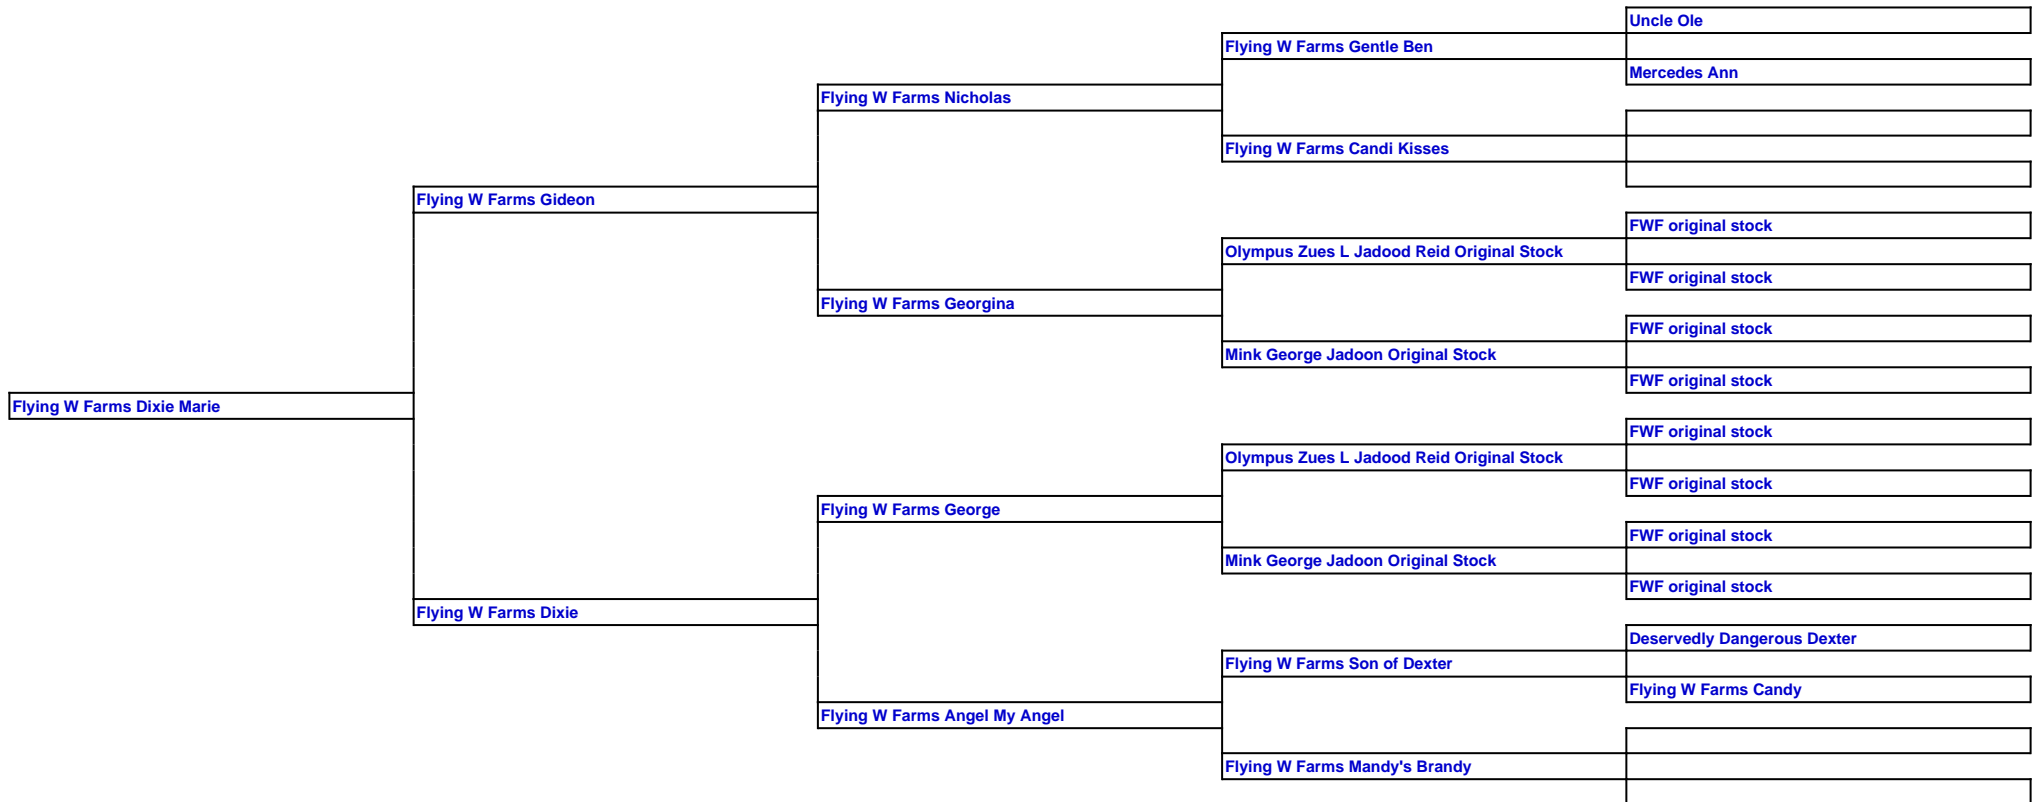 Uncle Ole
Flying W Farms Gentle Ben
Mercedes Ann
Flying W Farms Nicholas
Flying W Farms Candi Kisses
Flying W Farms Gideon
FWF original stock
Olympus Zues L Jadood Reid Original Stock
FWF original stock
Flying W Farms Georgina
FWF original stock
Mink George Jadoon Original Stock
FWF original stock
Flying W Farms Dixie Marie
FWF original stock
Olympus Zues L Jadood Reid Original Stock
FWF original stock
Flying W Farms George
FWF original stock
Mink George Jadoon Original Stock
FWF original stock
Flying W Farms Dixie
Deservedly Dangerous Dexter
Flying W Farms Son of Dexter
Flying W Farms Candy
Flying W Farms Angel My Angel
Flying W Farms Mandy's Brandy